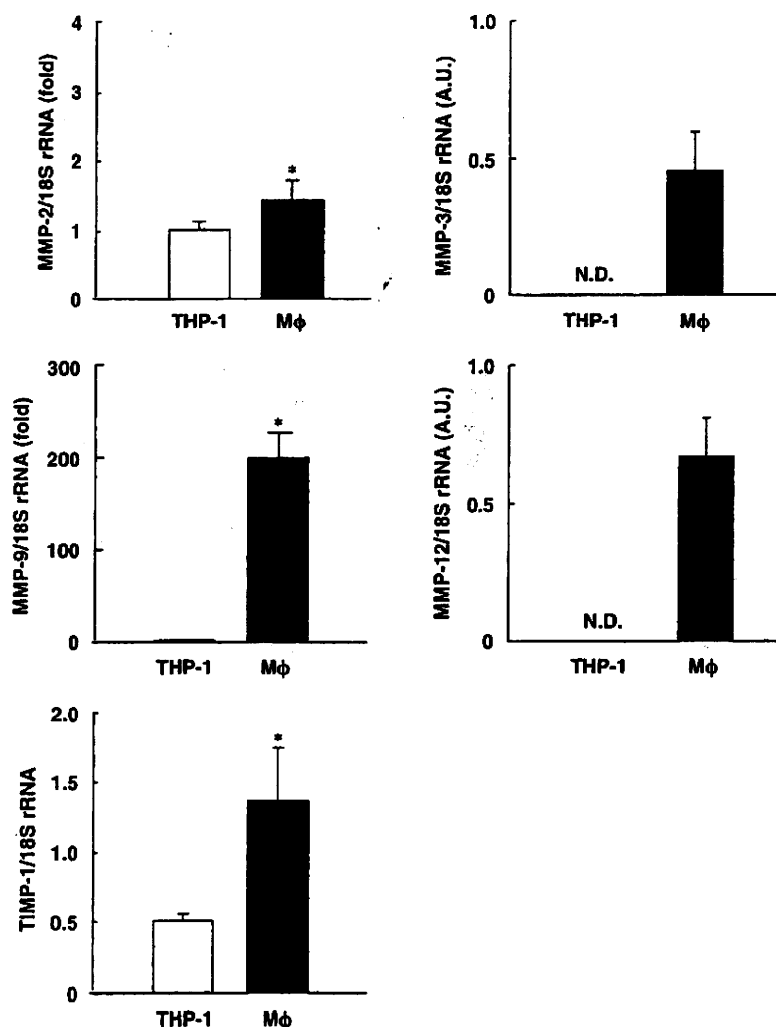 MMP-2/18S rRNA (fold)
4
3
2
1
0
*
THP-1 Mφ
MMP-3/18S rRNA (A.U.)
1.0
0.5
0
N.D.
THP-1 Mφ
MMP-9/18S rRNA (fold)
300
200
100
0
*
THP-1 Mφ
MMP-12/18S rRNA (A.U.)
1.0
0.5
0
N.D.
THP-1 Mφ
TIMP-1/18S rRNA
2.0
1.5
1.0
0.5
0
*
THP-1 Mφ